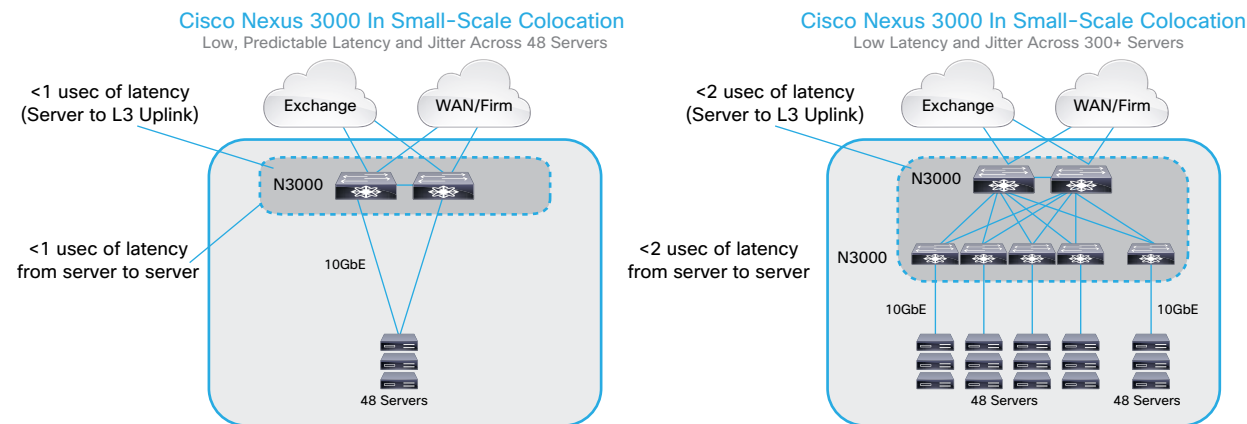 Cisco Nexus 3000 In Small-Scale Colocation
Low, Predictable Latency and Jitter Across 48 Servers
<1 usec of latency
(Server to L3 Uplink)
Exchange
WAN/Firm
N3000
<1 usec of latency
from server to server
10GbE
48 Servers
Cisco Nexus 3000 In Small-Scale Colocation
Low Latency and Jitter Across 300+ Servers
<2 usec of latency
(Server to L3 Uplink)
Exchange
WAN/Firm
N3000
<2 usec of latency
from server to server
N3000
10GbE
10GbE
48 Servers
48 Servers